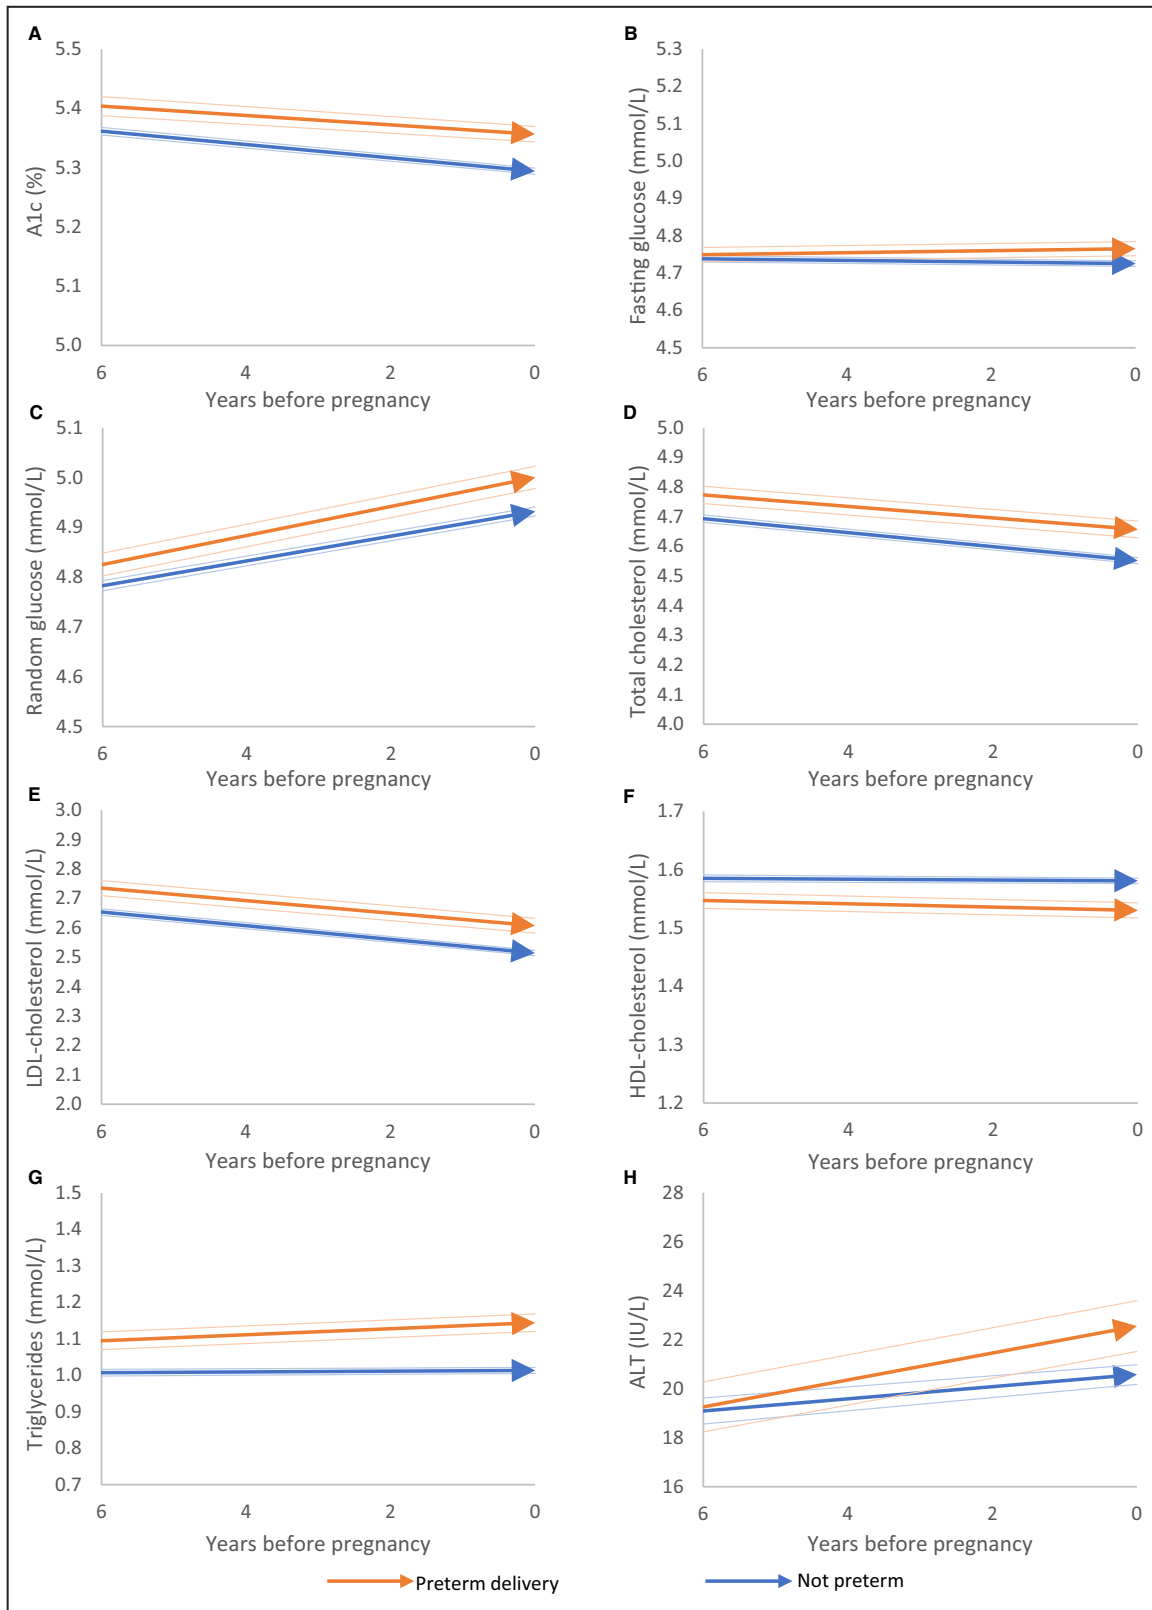 A
5.5
5.4
5.3
5.2
5.1
5.0
A1c (%)
6 4 2 0
Years before pregnancy
B
5.3
5.2
5.1
5.0
4.9
4.8
4.7
4.6
4.5
Fasting glucose (mmol/L)
6 4 2 0
Years before pregnancy
C
5.1
5.0
4.9
4.8
4.7
4.6
4.5
Random glucose (mmol/L)
6 4 2 0
Years before pregnancy
D
5.0
4.9
4.8
4.7
4.6
4.5
4.4
4.3
4.2
4.1
4.0
Total cholesterol (mmol/L)
6 4 2 0
Years before pregnancy
E
3.0
2.9
2.8
2.7
2.6
2.5
2.4
2.3
2.2
2.1
2.0
LDL-cholesterol (mmol/L)
6 4 2 0
Years before pregnancy
F
1.7
1.6
1.5
1.4
1.3
1.2
HDL-cholesterol (mmol/L)
6 4 2 0
Years before pregnancy
G
1.5
1.4
1.3
1.2
1.1
1.0
0.9
0.8
0.7
Triglycerides (mmol/L)
6 4 2 0
Years before pregnancy
H
28
26
24
22
20
18
16
ALT (IU/L)
6 4 2 0
Years before pregnancy
Preterm delivery
Not preterm